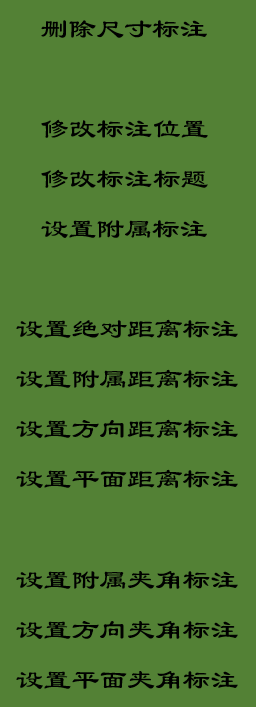 删除尺寸标注
修改标注位置
修改标注标题
设置附属标注
设置绝对距离标注
设置附属距离标注
设置方向距离标注
设置平面距离标注
设置附属夹角标注
设置方向夹角标注
设置平面夹角标注